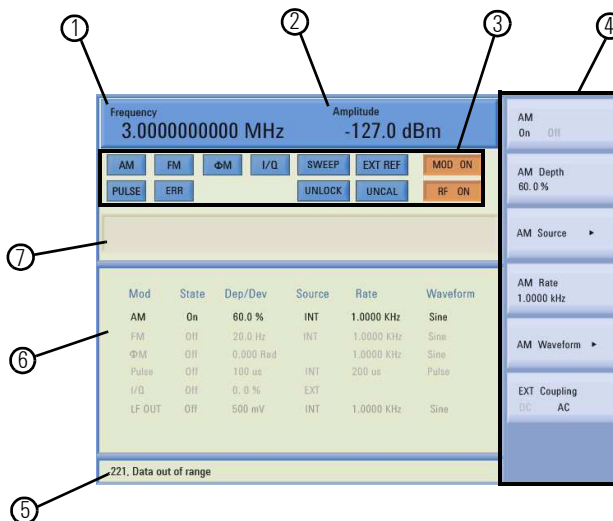 1 2 3 4
Frequency Amplitude
3.0000000000 MHz -127.0 dBm
AM FM ΦM I/Q SWEEP EXT REF MOD ON
PULSE ERR UNLOCK UNCAL RF ON
7
Mod State Dep/Dev Source Rate Waveform
AM On 60.0 % INT 1.0000 KHz Sine
FM Off 20.0 Hz INT 1.0000 KHz Sine
ΦM Off 0.000 Rad 1.0000 KHz Sine
Pulse Off 100 us INT 200 us Pulse
I/Q Off 0. 0 % EXT
LF OUT Off 500 mV INT 1.0000 KHz Sine
6
221, Data out of range
5
AM
On Off
AM Depth
60.0 %
AM Source ►
AM Rate
1.0000 kHz
AM Waveform ►
EXT Coupling
DC AC